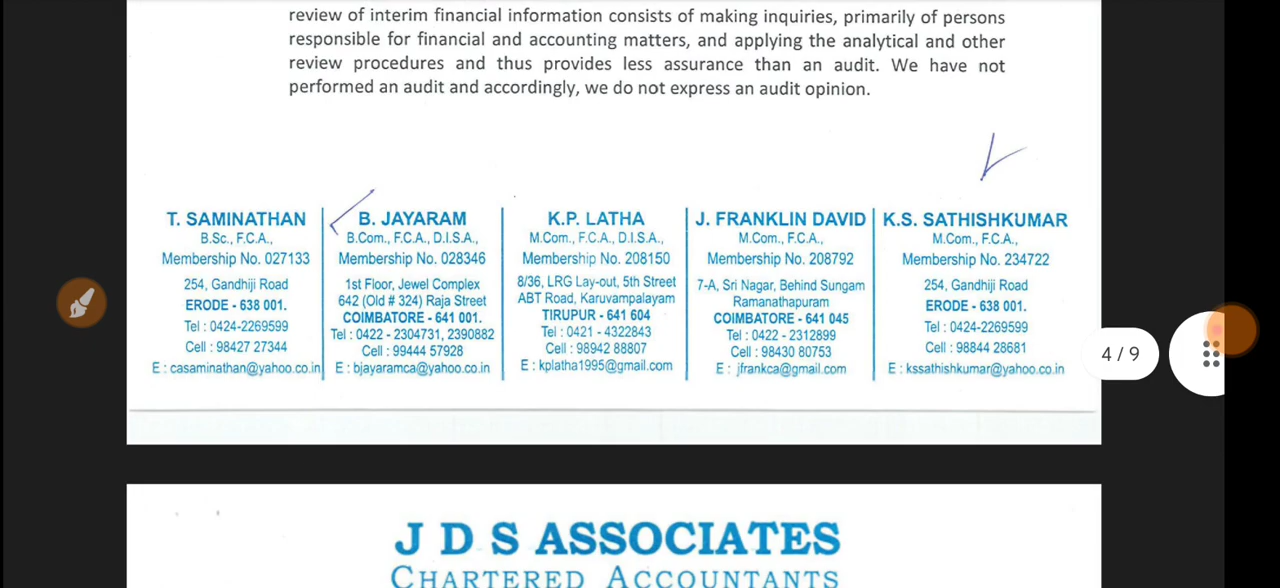 review of interim financial information consists of making inquiries, primarily of persons
responsible for financial and accounting matters, and applying the analytical and other
review procedures and thus provides less assurance than an audit. We have not
performed an audit and accordingly, we do not express an audit opinion.
T. SAMINATHAN
B.Sc., F.C.A.,
Membership No. 027133
254, Gandhiji Road
ERODE - 638 001.
Tel : 0424-2269599
Cell : 98427 27344
E : casaminathan@yahoo.co.in
B. JAYARAM
B.Com., F.C.A., D.I.S.A.,
Membership No. 028346
1st Floor, Jewel Complex
642 (Old # 324) Raja Street
COIMBATORE - 641 001.
Tel : 0422 - 2304731, 2390882
Cell : 99444 57928
E : bjayaramca@yahoo.co.in
K.P. LATHA
M.Com., F.C.A., D.I.S.A.,
Membership No. 208150
8/36, LRG Lay-out, 5th Street
ABT Road, Karuvampalayam
TIRUPUR - 641 604
Tel : 0421 - 4322843
Cell : 98942 88807
E : kplatha1995@gmail.com
J. FRANKLIN DAVID
M.Com., F.C.A.,
Membership No. 208792
7-A, Sri Nagar, Behind Sungam
Ramanathapuram
COIMBATORE - 641 045
Tel : 0422 - 2312899
Cell : 98430 80753
E : jfrankca@gmail.com
K.S. SATHISHKUMAR
M.Com., F.C.A.,
Membership No. 234722
254, Gandhiji Road
ERODE - 638 001.
Tel : 0424-2269599
Cell : 98844 28681
E : kssathishkumar@yahoo.co.in
4 / 9
J D S ASSOCIATES
CHARTERED ACCOUNTANTS